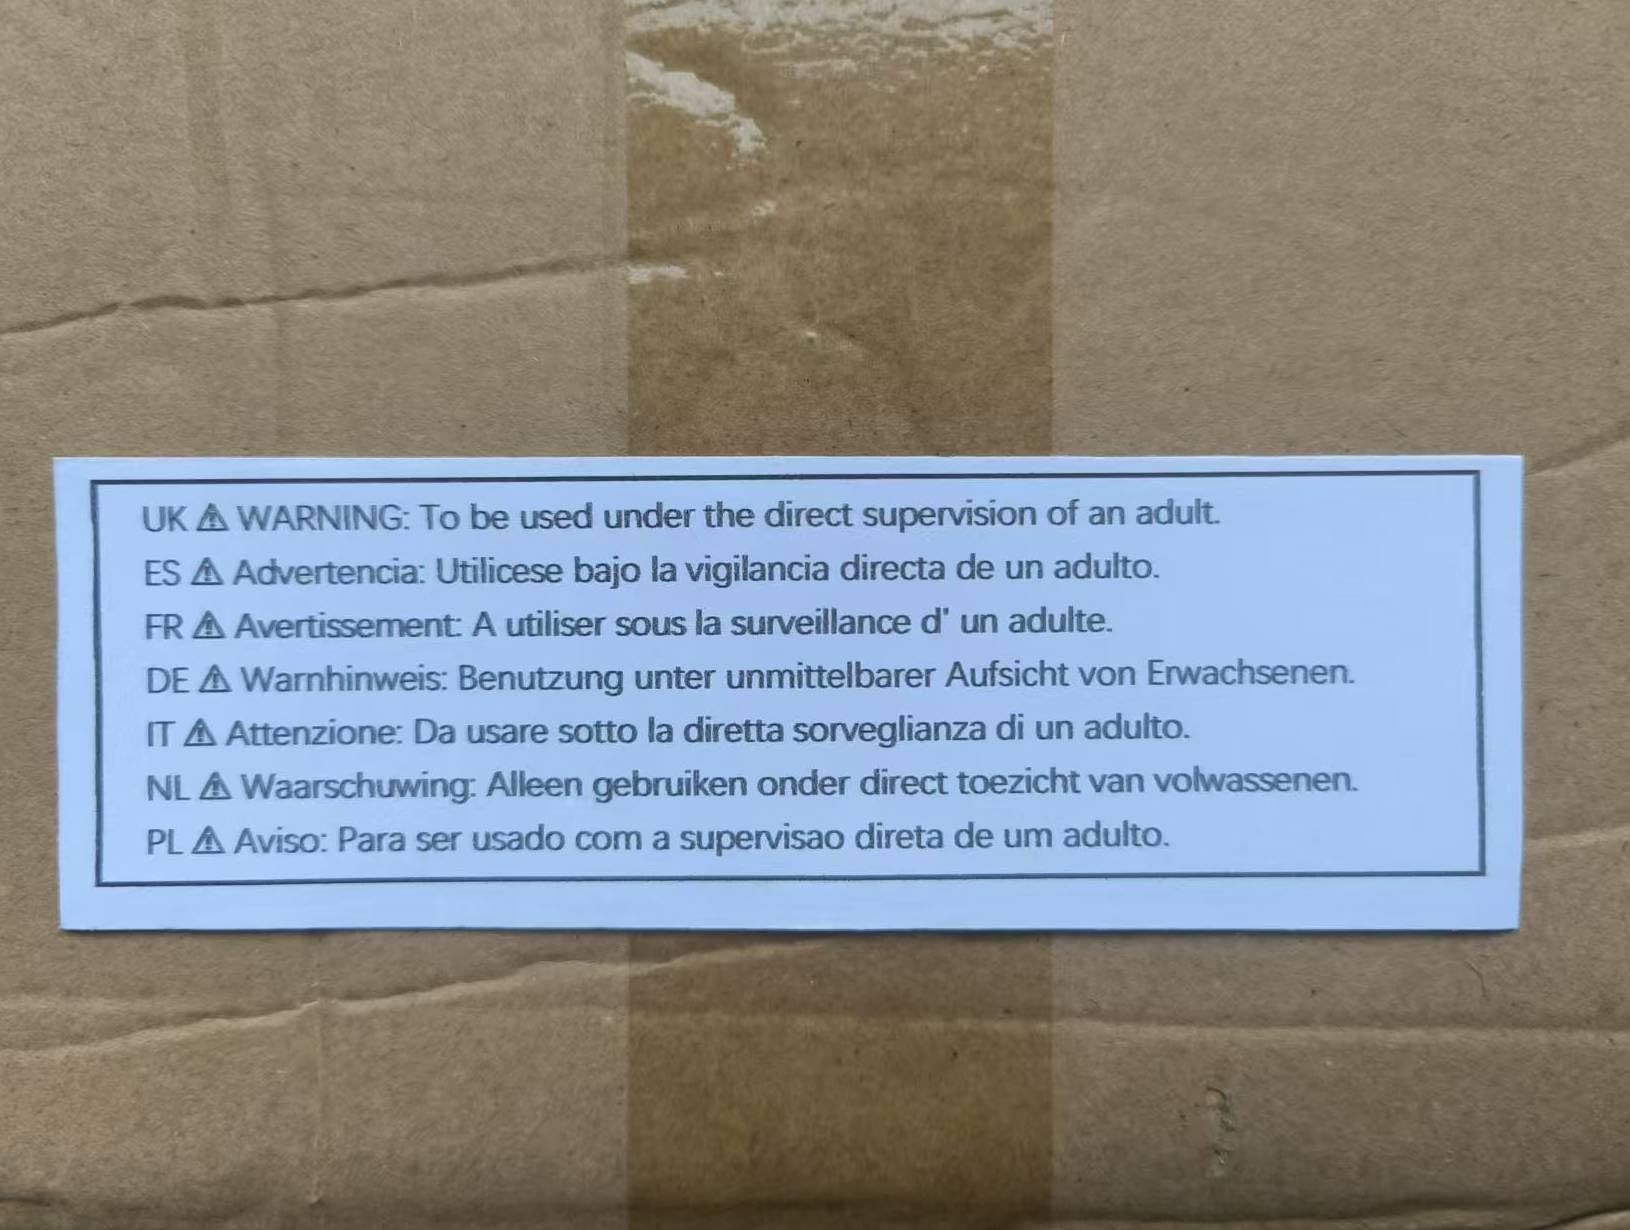 UK ⚠ WARNING: To be used under the direct supervision of an adult.
ES ⚠ Advertencia: Utilicese bajo la vigilancia directa de un adulto.
FR ⚠ Avertissement: A utiliser sous la surveillance d' un adulte.
DE ⚠ Warnhinweis: Benutzung unter unmittelbarer Aufsicht von Erwachsenen.
IT ⚠ Attenzione: Da usare sotto la diretta sorveglianza di un adulto.
NL ⚠ Waarschuwing: Alleen gebruiken onder direct toezicht van volwassenen.
PL ⚠ Aviso: Para ser usado com a supervisao direta de um adulto.